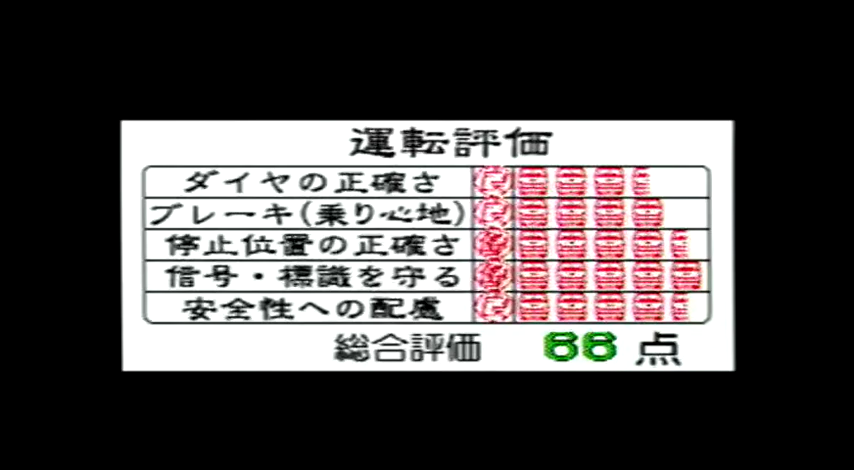 運転評価
ダイヤの正確さ
ブレーキ(乗り心地)
停止位置の正確さ
信号・標識を守る
安全性への配慮
総合評価 66点